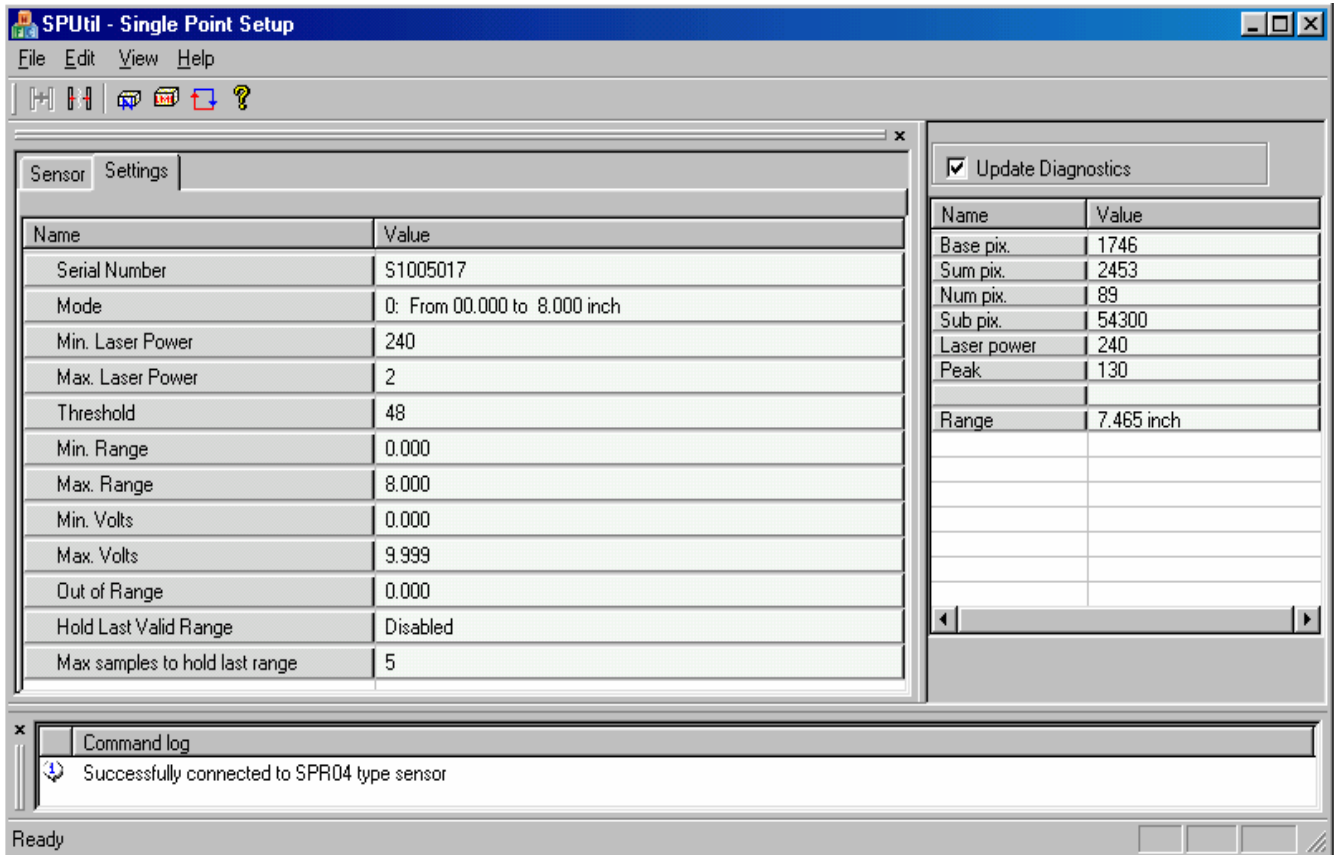 SPUtil - Single Point Setup
File Edit View Help
Sensor Settings
Name Value
Serial Number S1005017
Mode 0: From 00.000 to 8.000 inch
Min. Laser Power 240
Max. Laser Power 2
Threshold 48
Min. Range 0.000
Max. Range 8.000
Min. Volts 0.000
Max. Volts 9.999
Out of Range 0.000
Hold Last Valid Range Disabled
Max samples to hold last range 5
Update Diagnostics
Name Value
Base pix. 1746
Sum pix. 2453
Num pix. 89
Sub pix. 54300
Laser power 240
Peak 130
Range 7.465 inch
Command log
Successfully connected to SPR04 type sensor
Ready